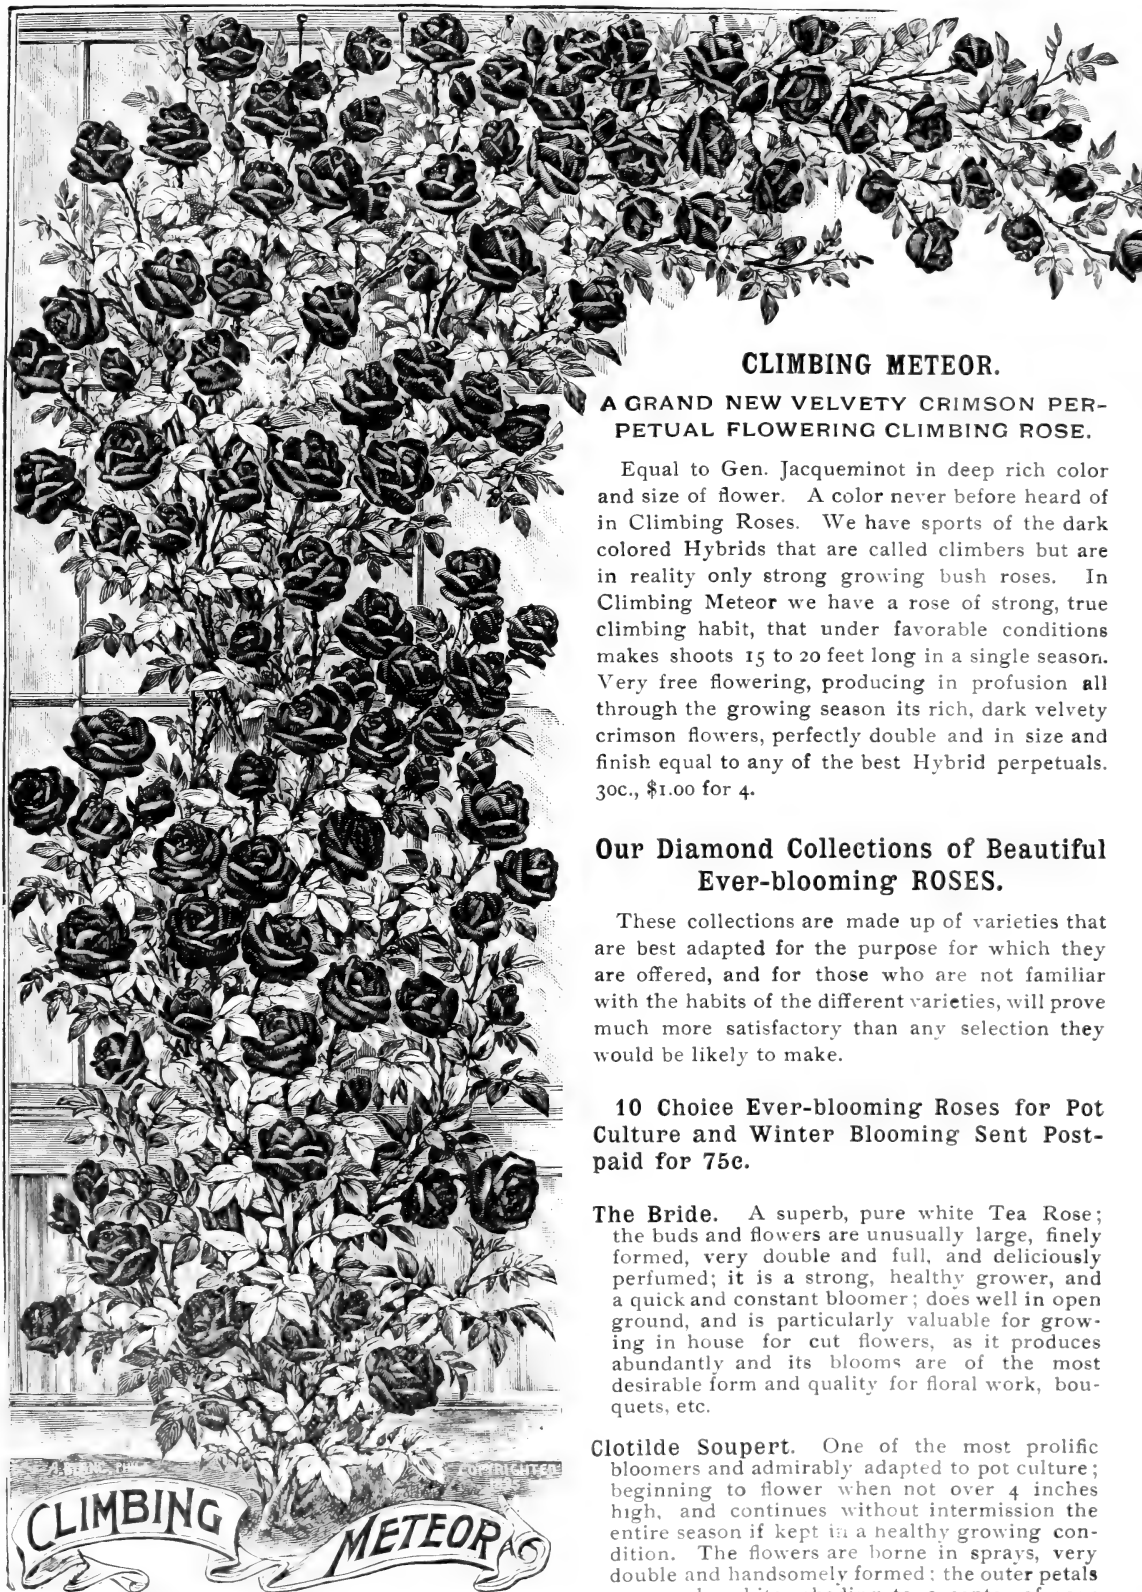 CLIMBING METEOR.
A GRAND NEW VELVETY CRIMSON PER-
PETUAL FLOWERING CLIMBING ROSE.
Equal to Gen. Jacqueminot in deep rich color
and size of flower. A color never before heard of
in Climbing Roses. We have sports of the dark
colored Hybrids that are called climbers but are
in reality only strong growing bush roses. In
Climbing Meteor we have a rose of strong, true
climbing habit, that under favorable conditions
makes shoots 15 to 20 feet long in a single season.
Very free flowering, producing in profusion all
through the growing season its rich, dark velvety
crimson flowers, perfectly double and in size and
finish equal to any of the best Hybrid perpetuals.
30c., $1.00 for 4.
Our Diamond Collections of Beautiful
Ever-blooming ROSES.
These collections are made up of varieties that
are best adapted for the purpose for which they
are offered, and for those who are not familiar
with the habits of the different varieties, will prove
much more satisfactory than any selection they
would be likely to make.
10 Choice Ever-blooming Roses for Pot
Culture and Winter Blooming Sent Post-
paid for 75c.
The Bride. A superb, pure white Tea Rose;
the buds and flowers are unusually large, finely
formed, very double and full, and deliciously
perfumed; it is a strong, healthy grower, and
a quick and constant bloomer; does well in open
ground, and is particularly valuable for grow-
ing in house for cut flowers, as it produces
abundantly and its blooms are of the most
desirable form and quality for floral work, bou-
quets, etc.
Clotilde Soupert. One of the most prolific
bloomers and admirably adapted to pot culture;
beginning to flower when not over 4 inches
high, and continues without intermission the
entire season if kept in a healthy growing con-
dition. The flowers are borne in sprays, very
double and handsomely formed; the outer petals
A. BLANC, PHIL
COPYRIGHTED
CLIMBING
METEOR